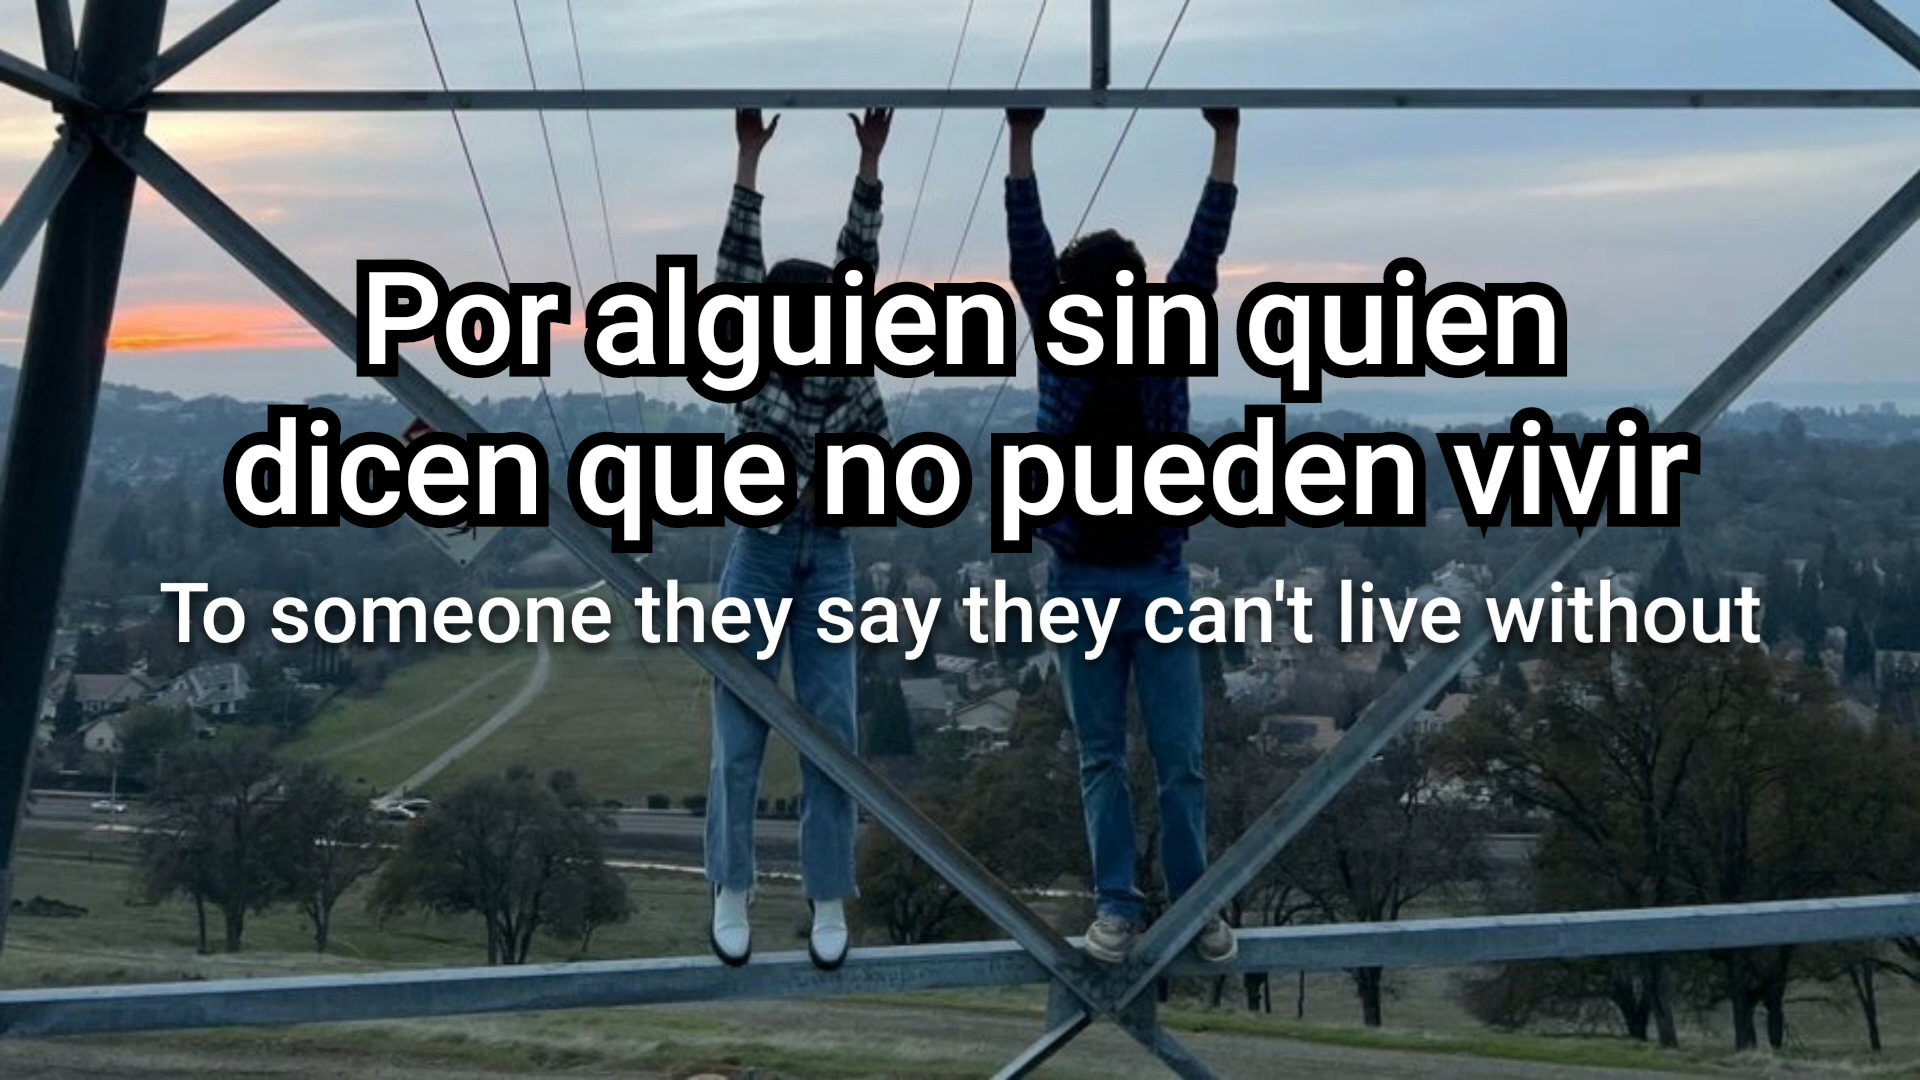 Por alguien sin quien
dicen que no pueden vivir
To someone they say they can't live without